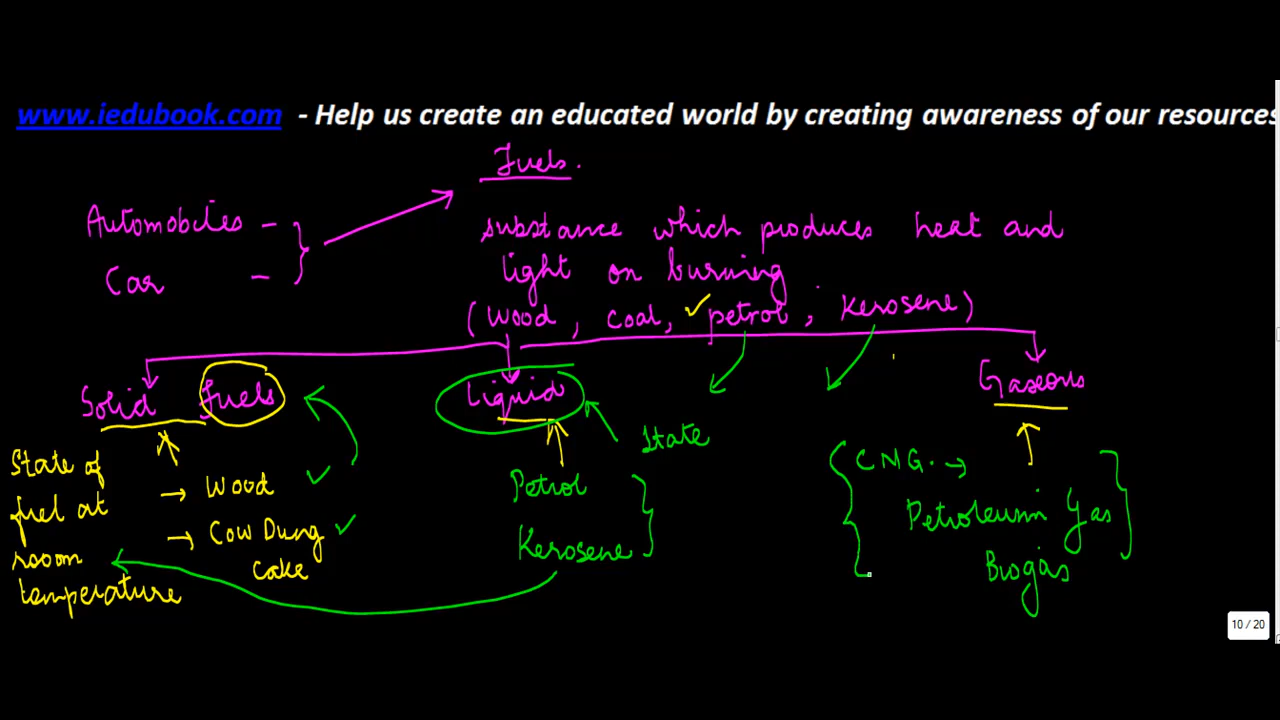 www.iedubook.com - Help us create an educated world by creating awareness of our resources
Fuels.
Automobiles -
Car -
substance which produces heat and
light on burning
(Wood, coal, petrol, kerosene)
Solid fuels
Liquid
Gaseous
State of
fuel at
room
temperature
→ Wood ✓
→ Cow Dung ✓
cake
State
Petrol
Kerosene
CNG. →
Petroleum Gas
Biogas
10 / 20